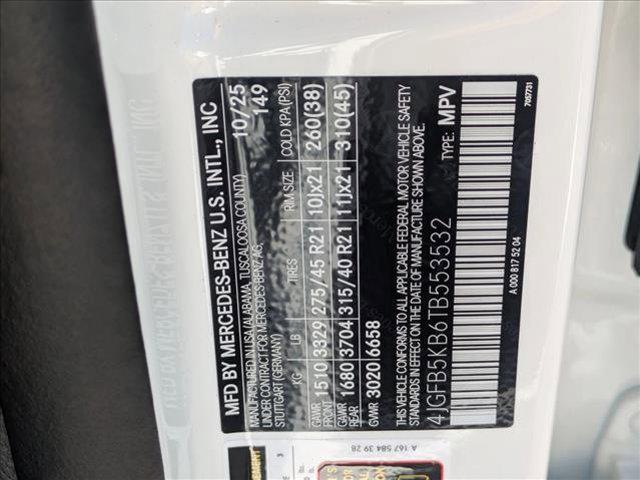 MFD BY MERCEDES-BENZ U.S. INTL., INC
MANUFACTURED IN USA (ALABAMA, TUSCALOOSA COUNTY) 10/25
UNDER CONTRACT FOR MERCEDES-BENZ AG, 149
STUTTGART (GERMANY)
KG LB TIRES RIM SIZE COLD KPA (PSI)
GAWR FRONT 1510 3329 275/45 R21 10Jx21 260(38)
GAWR REAR 1680 3704 315/40 R21 11Jx21 310(45)
GVWR 3020 6658
THIS VEHICLE CONFORMS TO ALL APPLICABLE FEDERAL MOTOR VEHICLE SAFETY
STANDARDS IN EFFECT ON THE DATE OF MANUFACTURE SHOWN ABOVE.
4JGFB5KB6TB553532 TYPE: MPV
A 000 817 52 04 7057731
A 167 584 39 28